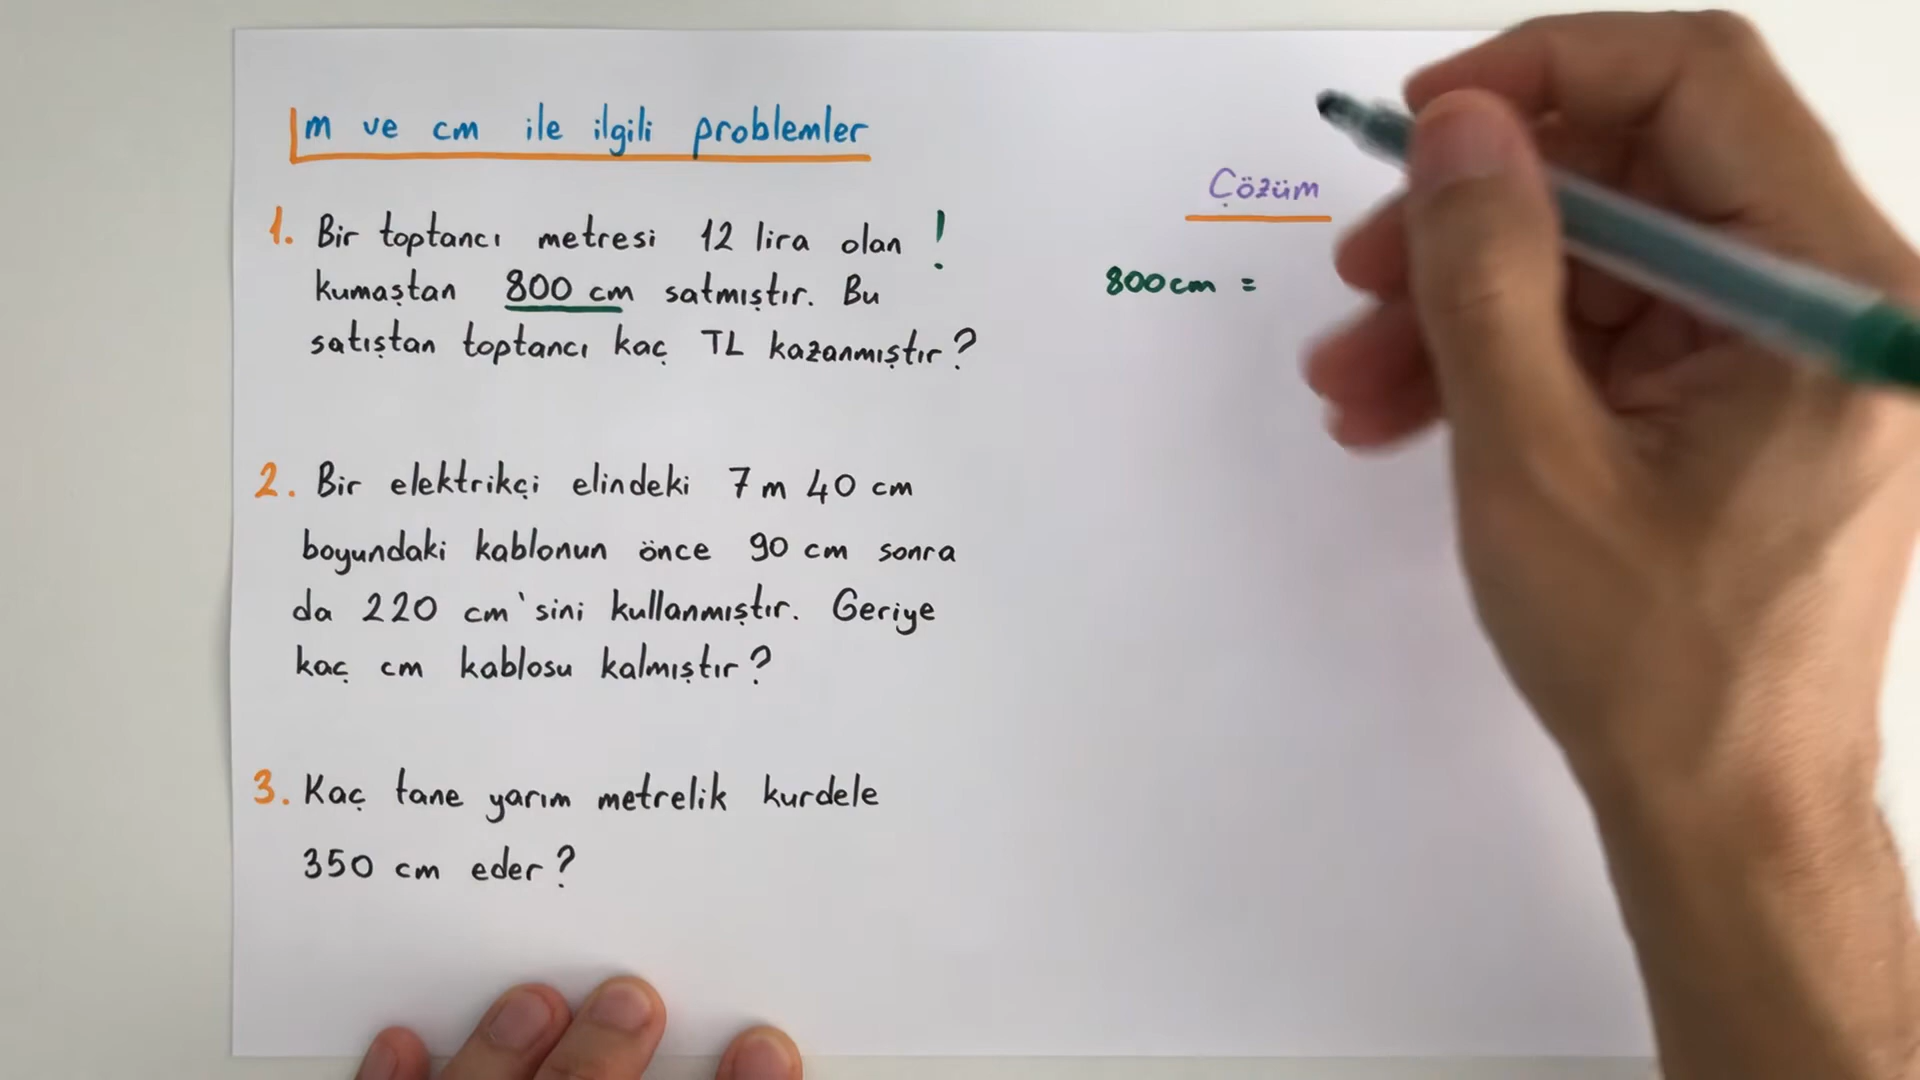 m ve cm ile ilgili problemler
1. Bir toptancı metresi 12 lira olan !
kumaştan 800 cm satmıştır. Bu
satıştan toptancı kaç TL kazanmıştır?
2. Bir elektrikçi elindeki 7 m 40 cm
boyundaki kablonun önce 90 cm sonra
da 220 cm'sini kullanmıştır. Geriye
kaç cm kablosu kalmıştır?
3. Kaç tane yarım metrelik kurdele
350 cm eder?
Çözüm
800cm =